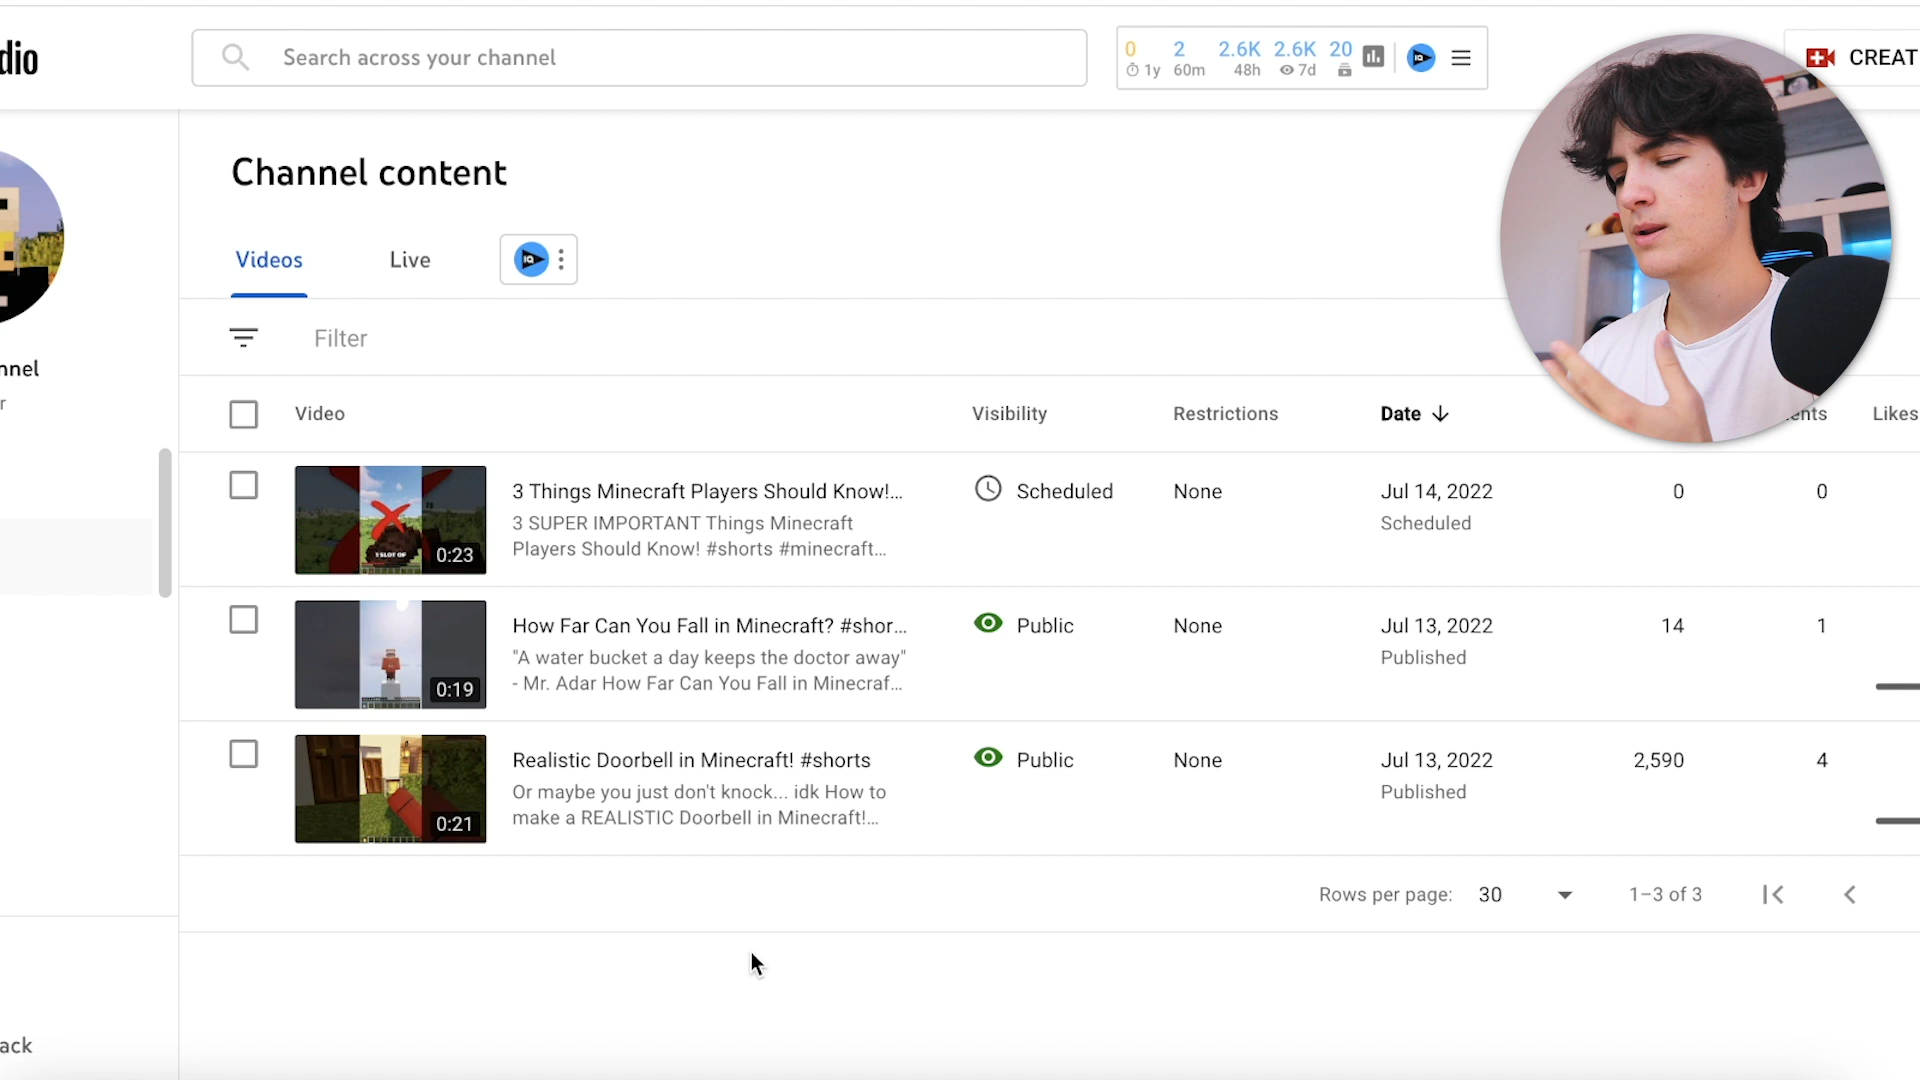 dio
Search across your channel
0 2 2.6K 2.6K 20
1y 60m 48h 7d
IQ
CREAT
Channel content
Videos Live IQ
Filter
nnel
r
Video Visibility Restrictions Date ents Likes
3 Things Minecraft Players Should Know!... Scheduled None Jul 14, 2022 0 0
3 SUPER IMPORTANT Things Minecraft Scheduled
Players Should Know! #shorts #minecraft...
1 SLOT OF
0:23
How Far Can You Fall in Minecraft? #shor... Public None Jul 13, 2022 14 1
"A water bucket a day keeps the doctor away" Published
- Mr. Adar How Far Can You Fall in Minecraf...
0:19
Realistic Doorbell in Minecraft! #shorts Public None Jul 13, 2022 2,590 4
Or maybe you just don't knock... idk How to Published
make a REALISTIC Doorbell in Minecraft!...
0:21
Rows per page: 30 1–3 of 3
ack